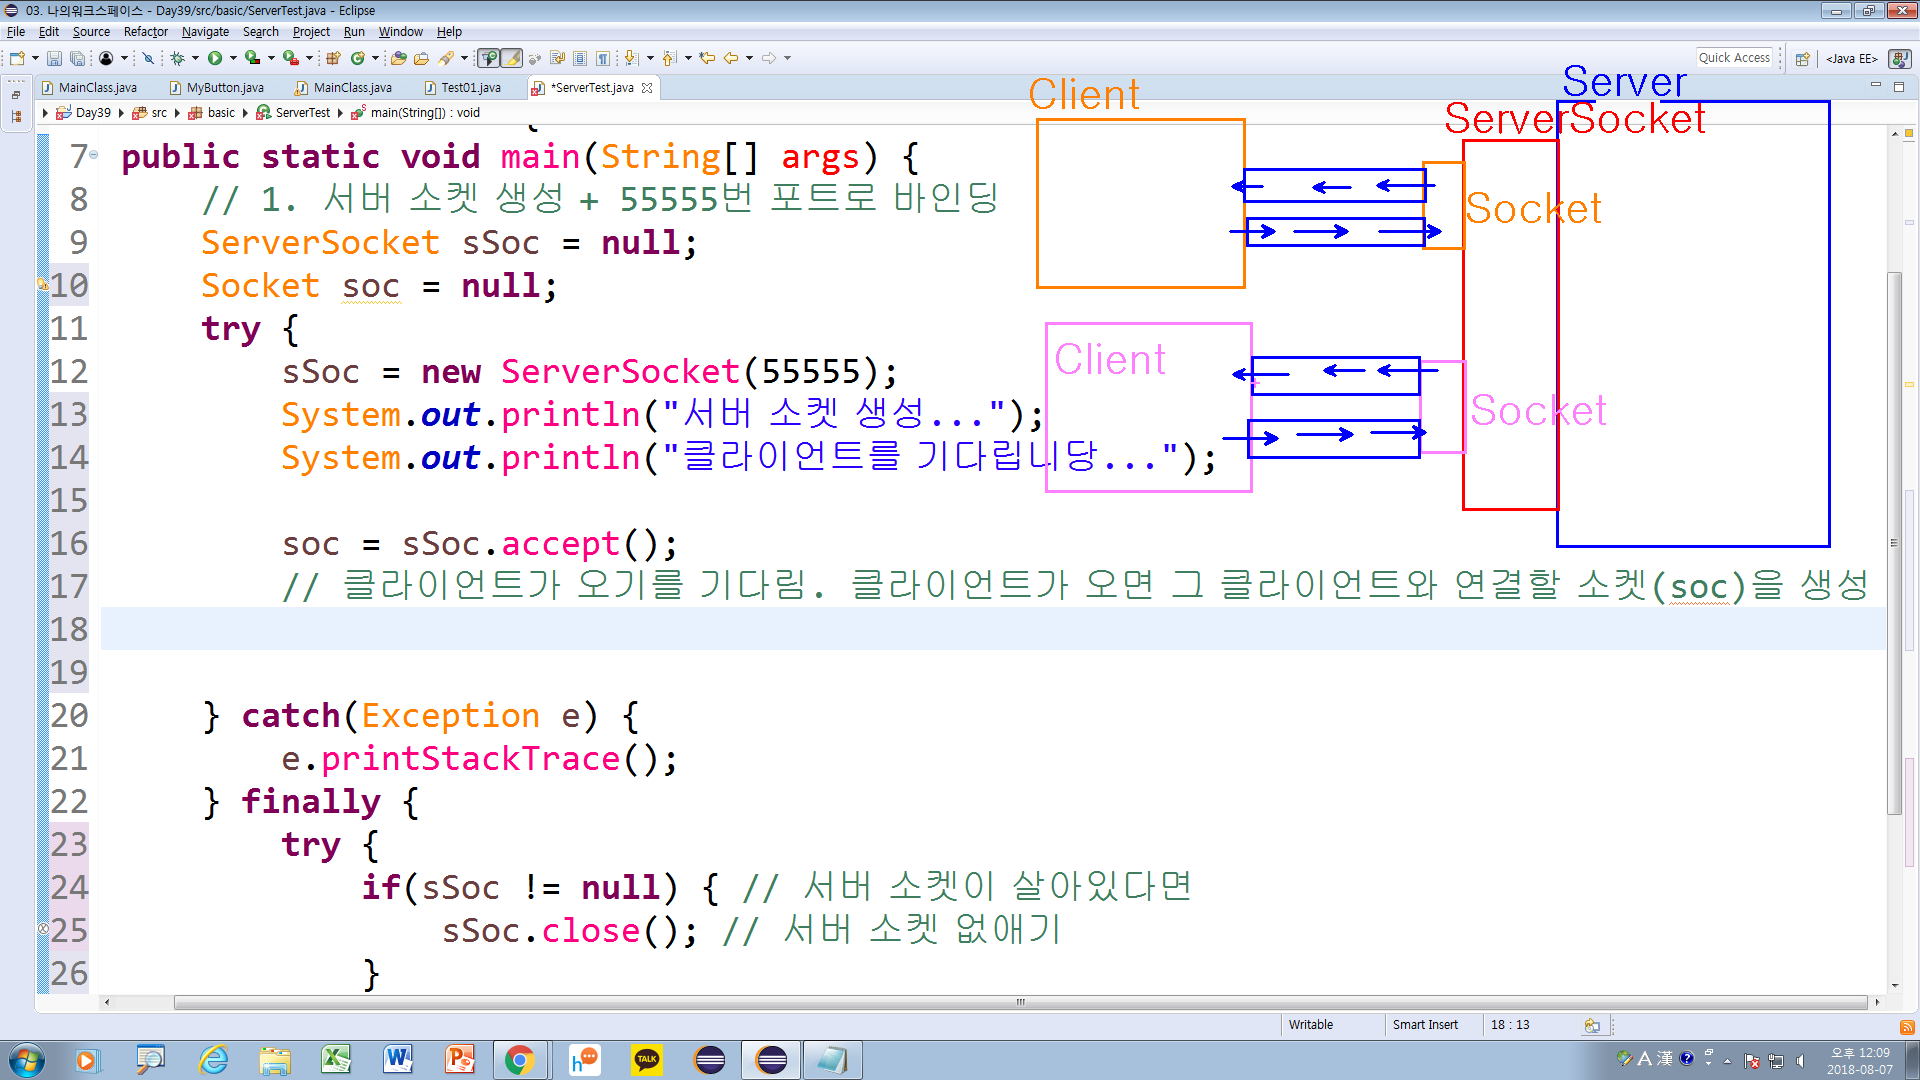 03. 나의워크스페이스 - Day39/src/basic/ServerTest.java - Eclipse
File Edit Source Refactor Navigate Search Project Run Window Help
Quick Access <Java EE>
MainClass.java MyButton.java MainClass.java Test01.java *ServerTest.java
Day39 src basic ServerTest main(String[]) : void
{
7 public static void main(String[] args) {
8 // 1. 서버 소켓 생성 + 55555번 포트로 바인딩
9 ServerSocket sSoc = null;
10 Socket soc = null;
11 try {
12 sSoc = new ServerSocket(55555);
13 System.out.println("서버 소켓 생성...");
14 System.out.println("클라이언트를 기다립니당...");
15
16 soc = sSoc.accept();
17 // 클라이언트가 오기를 기다림. 클라이언트가 오면 그 클라이언트와 연결할 소켓(soc)을 생성
18
19
20 } catch(Exception e) {
21 e.printStackTrace();
22 } finally {
23 try {
24 if(sSoc != null) { // 서버 소켓이 살아있다면
25 sSoc.close(); // 서버 소켓 없애기
26 }
Client
Server
ServerSocket
Socket
Client
Socket
Writable Smart Insert 18 : 13
TALK
A 漢
오후 12:09
2018-08-07